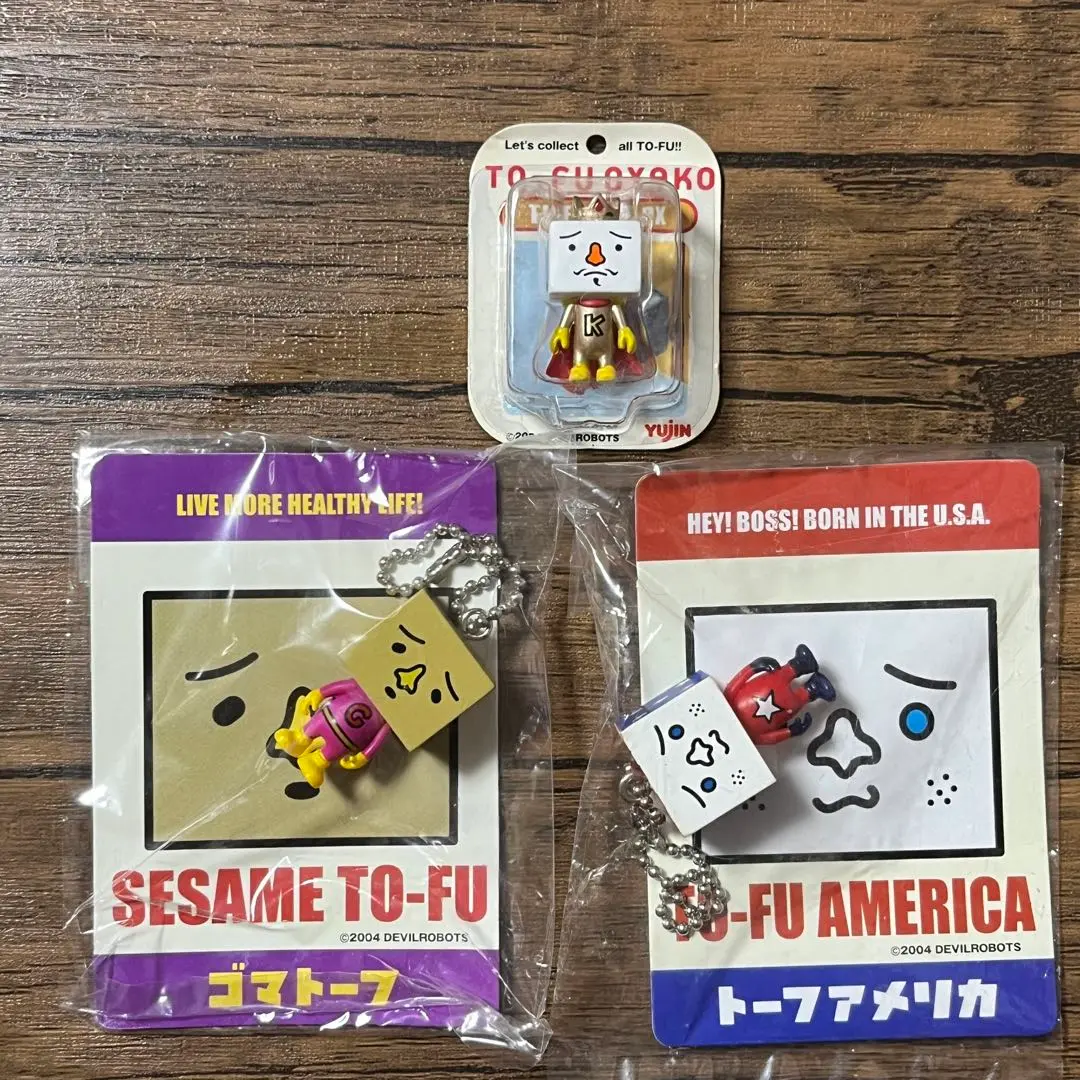 Let's collect all TO-FU!!
TO-FU OYAKO
K
ROBOTS
YUJIN
LIVE MORE HEALTHY LIFE!
G
SESAME TO-FU
©2004 DEVILROBOTS
ゴマトーフ
HEY! BOSS! BORN IN THE U.S.A.
TO-FU AMERICA
©2004 DEVILROBOTS
トーフアメリカ